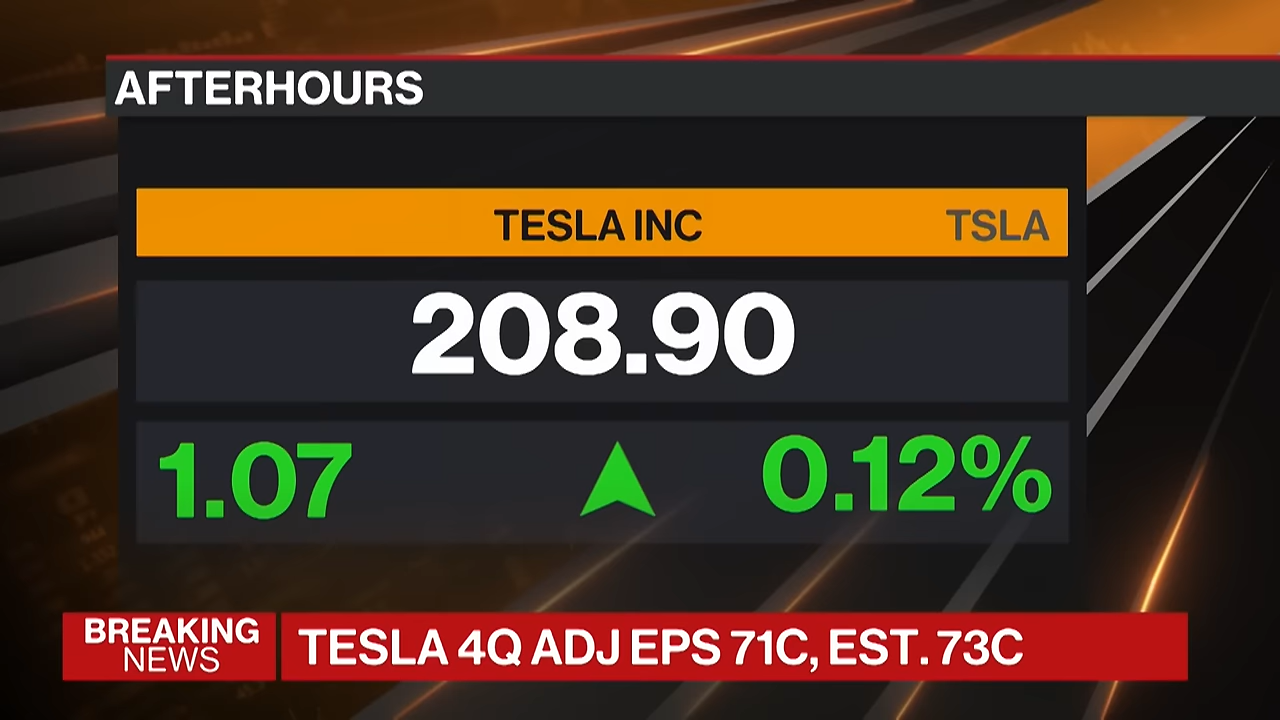 AFTERHOURS
TESLA INC TSLA
208.90
1.07 0.12%
BREAKING NEWS
TESLA 4Q ADJ EPS 71C, EST. 73C